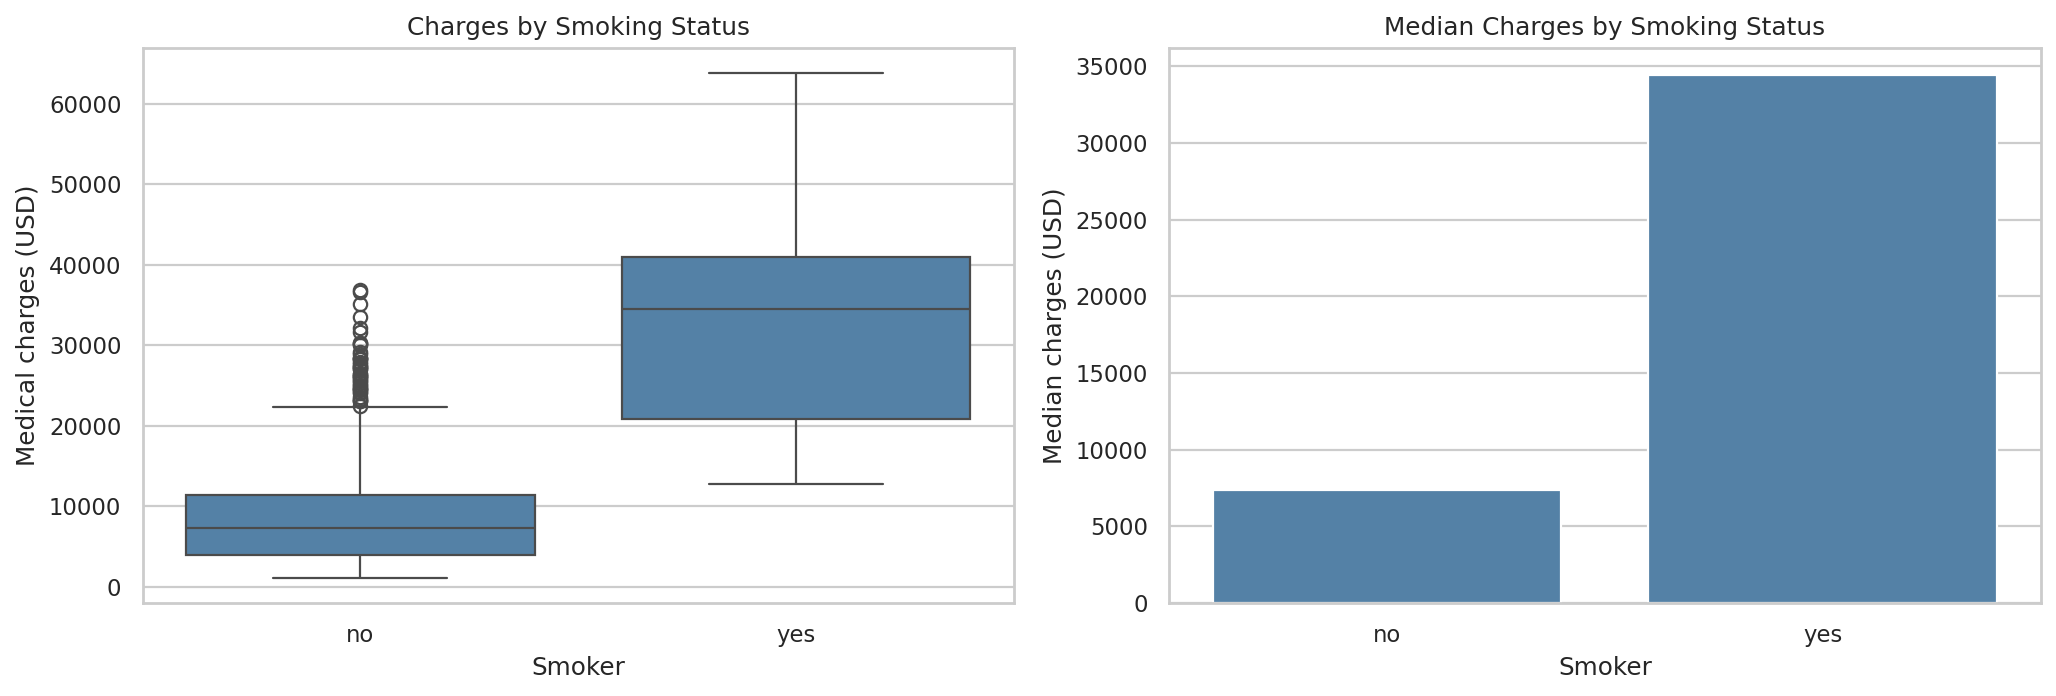 Charges by Smoking Status
Medical charges (USD)
60000
50000
40000
30000
20000
10000
0
no
yes
Smoker
Median Charges by Smoking Status
Median charges (USD)
35000
30000
25000
20000
15000
10000
5000
0
no
yes
Smoker